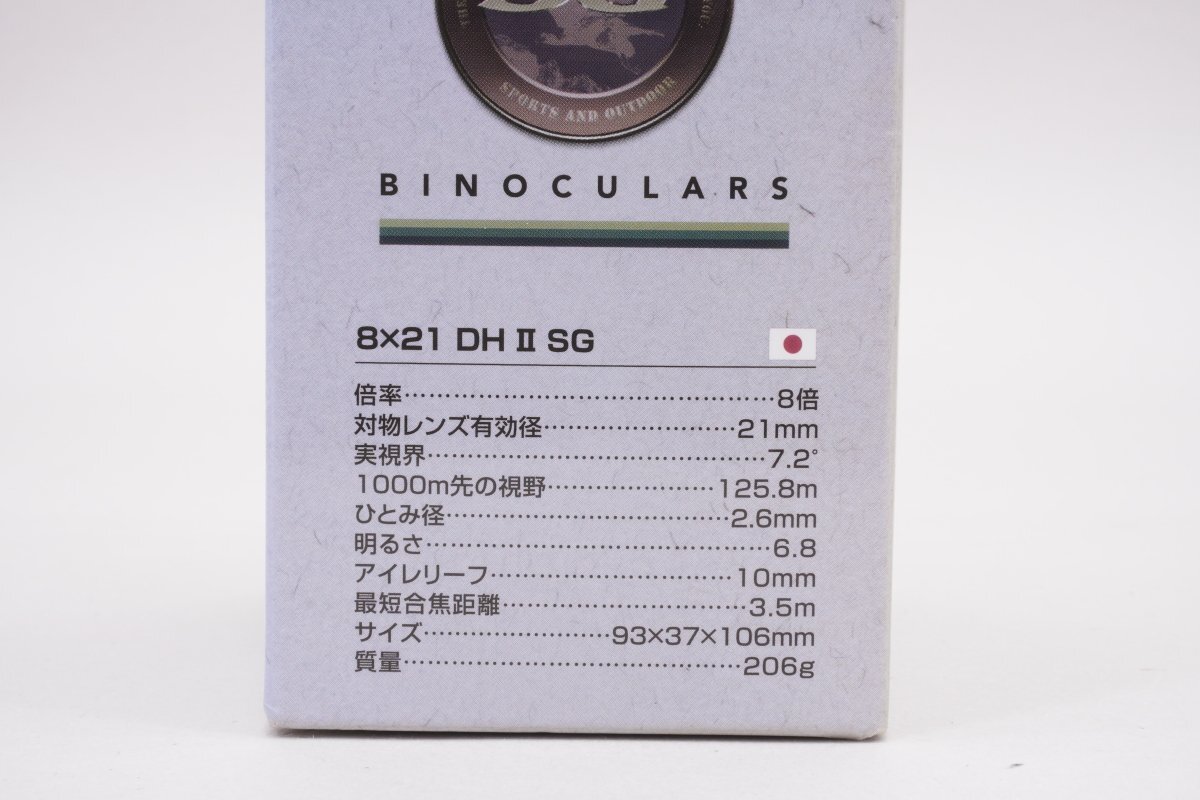 SG
SPORTS AND OUTDOOR
BINOCULARS
8×21 DH II SG
倍率……………………………………8倍
対物レンズ有効径……………………21mm
実視界…………………………………7.2°
1000m先の視野…………………125.8m
ひとみ径……………………………2.6mm
明るさ…………………………………6.8
アイレリーフ…………………………10mm
最短合焦距離…………………………3.5m
サイズ……………………93×37×106mm
質量……………………………………206g